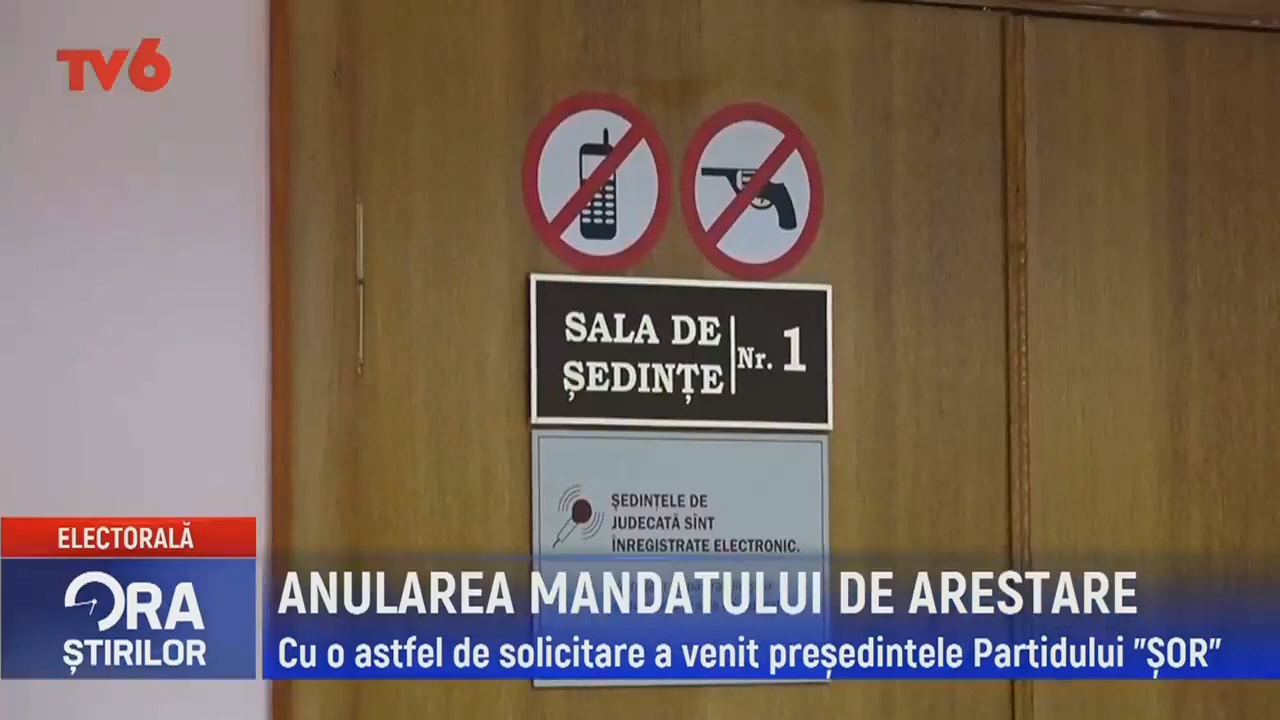 TV6
SALA DE
ȘEDINȚE
Nr. 1
ȘEDINȚELE DE
JUDECATĂ SÎNT
ÎNREGISTRATE ELECTRONIC.
ELECTORALĂ
ORA
ȘTIRILOR
ANULAREA MANDATULUI DE ARESTARE
Cu o astfel de solicitare a venit președintele Partidului "ȘOR"